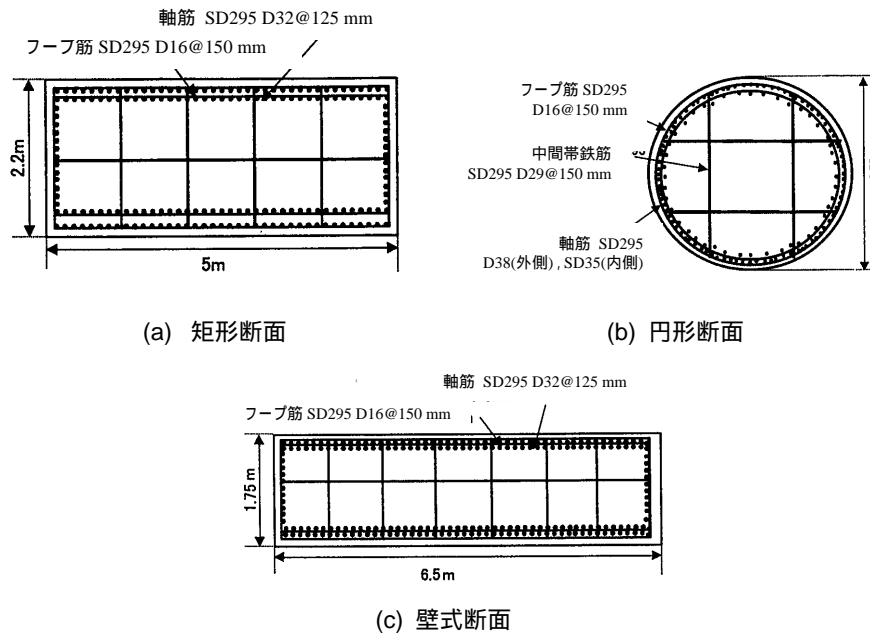 軸筋 SD295 D32@125 mm
フープ筋 SD295 D16@150 mm
2.2m
5m
(a) 矩形断面
フープ筋 SD295
D16@150 mm
中間帯鉄筋
SD295 D29@150 mm
軸筋 SD295
D38(外側) , SD35(内側)
(b) 円形断面
軸筋 SD295 D32@125 mm
フープ筋 SD295 D16@150 mm
1.75 m
6.5m
(c) 壁式断面